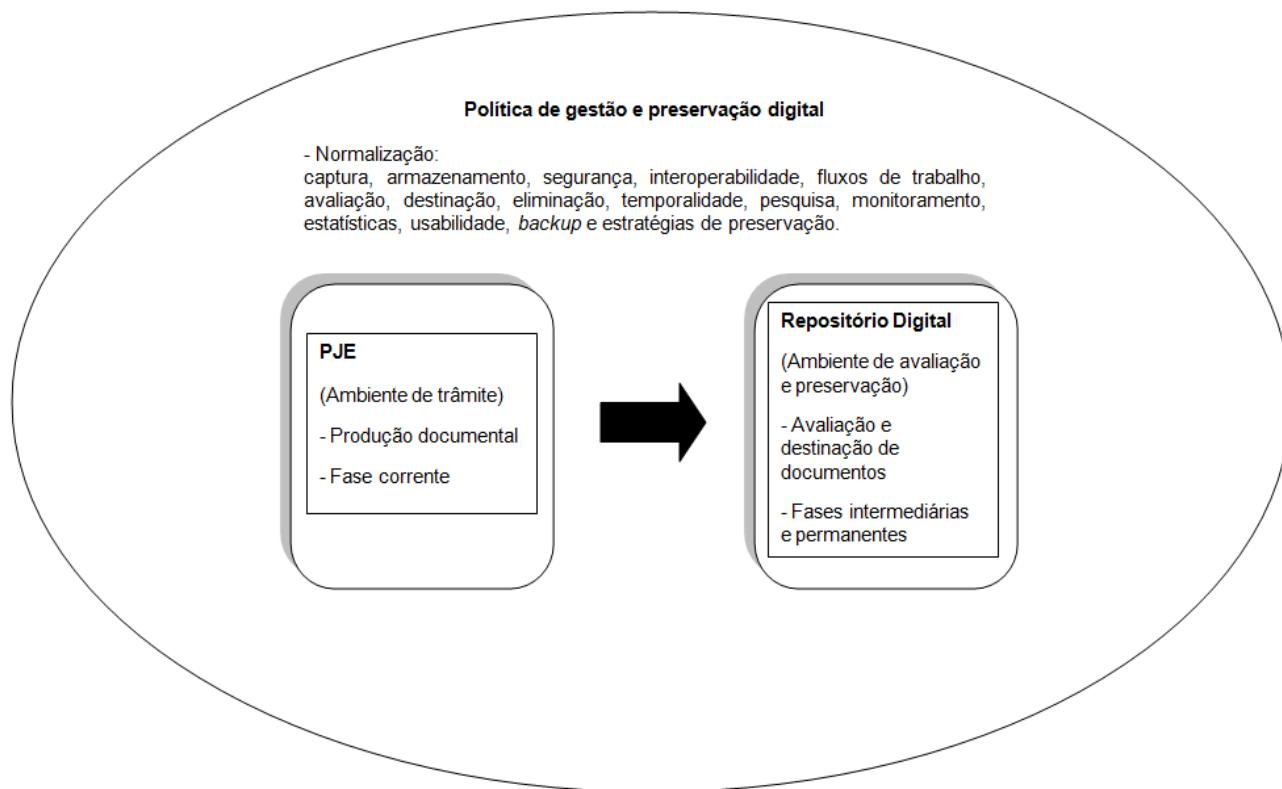 Política de gestão e preservação digital
- Normalização:
captura, armazenamento, segurança, interoperabilidade, fluxos de trabalho,
avaliação, destinação, eliminação, temporalidade, pesquisa, monitoramento,
estatísticas, usabilidade, backup e estratégias de preservação.
PJE
(Ambiente de trâmite)
- Produção documental
- Fase corrente
Repositório Digital
(Ambiente de avaliação
e preservação)
- Avaliação e
destinação de
documentos
- Fases intermediárias
e permanentes